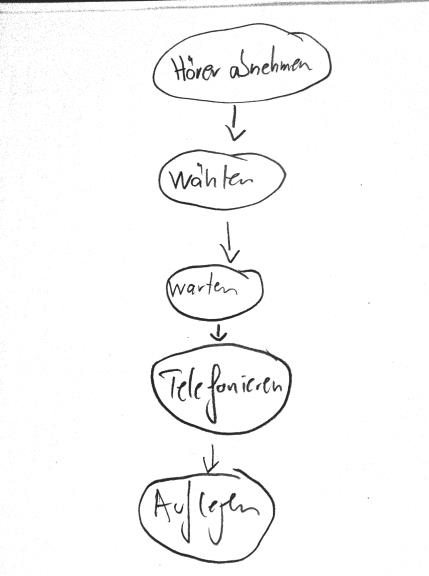 Hörer abnehmen
Wählen
warten
Telefonieren
Auflegen